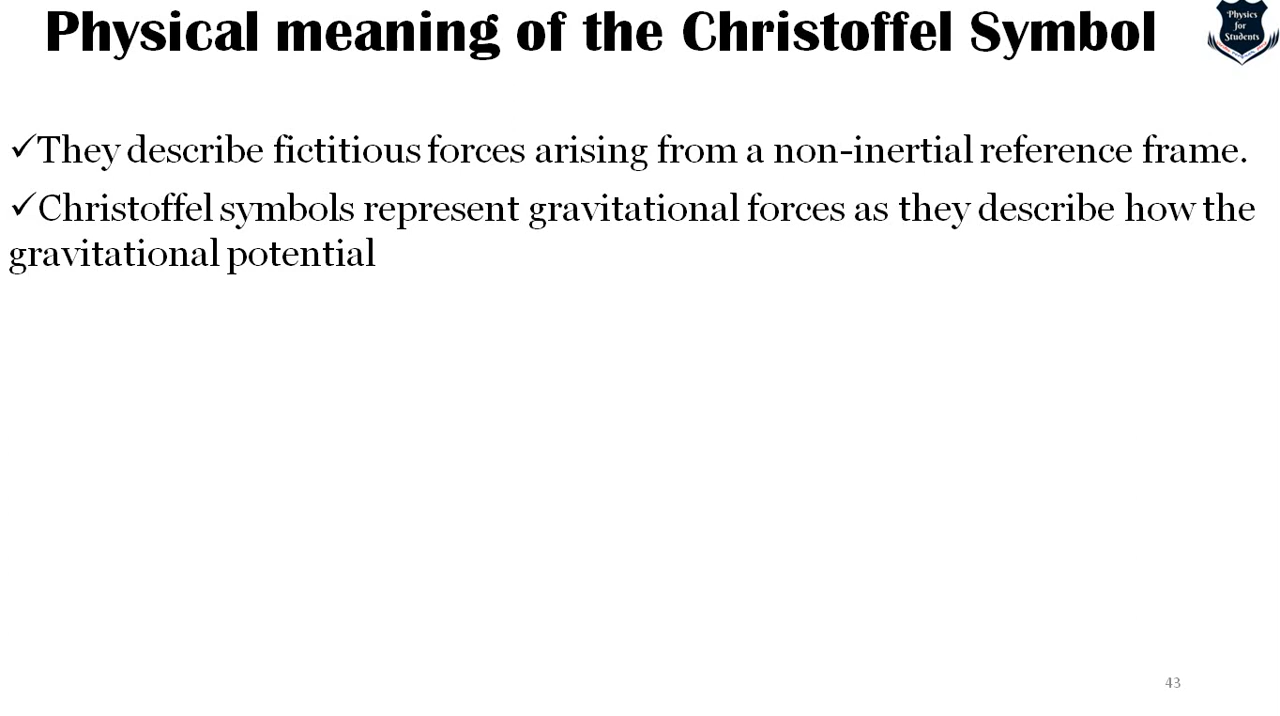 Physical meaning of the Christoffel Symbol
Physics
for
Students
✓They describe fictitious forces arising from a non-inertial reference frame.
✓Christoffel symbols represent gravitational forces as they describe how the
gravitational potential
43